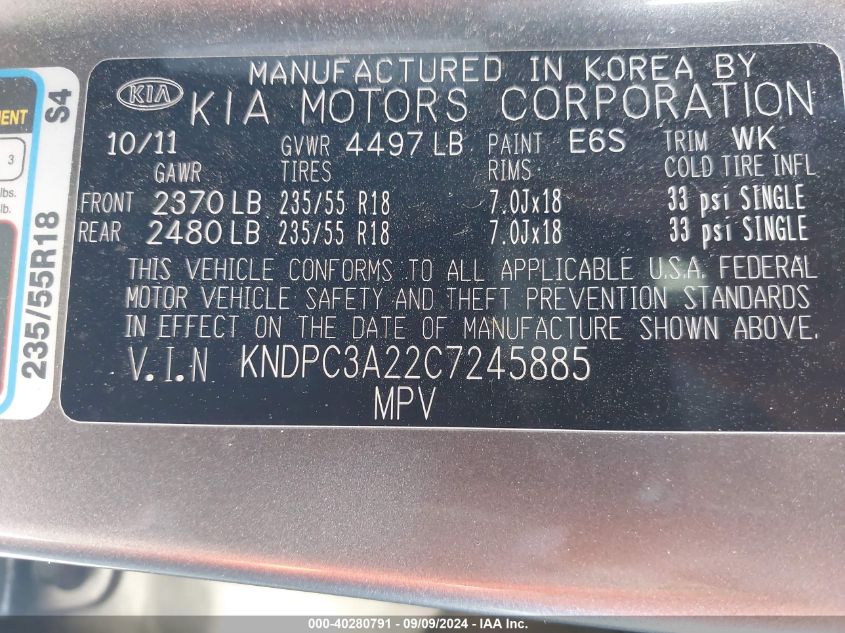 MENT
S4
3
lbs.
lb.
235/55R18
KIA
MANUFACTURED IN KOREA BY
KIA MOTORS CORPORATION
10/11 GVWR 4497 LB PAINT E6S TRIM WK
GAWR TIRES RIMS COLD TIRE INFL
FRONT 2370 LB 235/55 R18 7.0Jx18 33 psi SINGLE
REAR 2480 LB 235/55 R18 7.0Jx18 33 psi SINGLE
THIS VEHICLE CONFORMS TO ALL APPLICABLE U.S.A. FEDERAL
MOTOR VEHICLE SAFETY AND THEFT PREVENTION STANDARDS
IN EFFECT ON THE DATE OF MANUFACTURE SHOWN ABOVE.
V.I.N KNDPC3A22C7245885
MPV
000-40280791 - 09/09/2024 - IAA Inc.